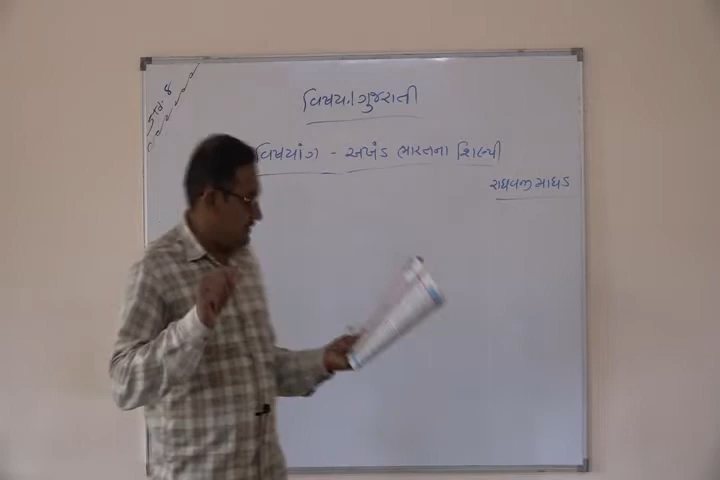 વિષય: ગુજરાતી
વિષયાંગ - અખંડ ભારતના શિલ્પી
રાઘવજી માધડ